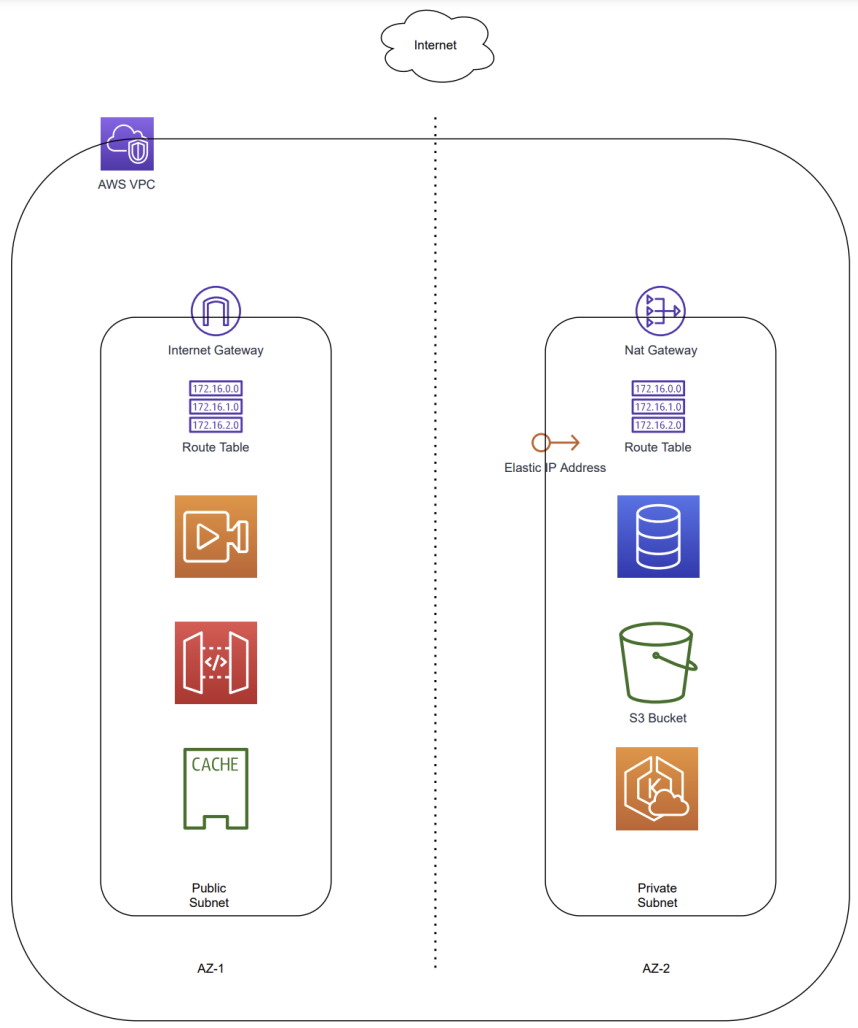 Internet
AWS VPC
Internet Gateway
Nat Gateway
172.16.0.0
172.16.1.0
172.16.2.0
Route Table
172.16.0.0
172.16.1.0
172.16.2.0
Route Table
Elastic IP Address
</>
S3 Bucket
CACHE
K
Public
Subnet
Private
Subnet
AZ-1
AZ-2